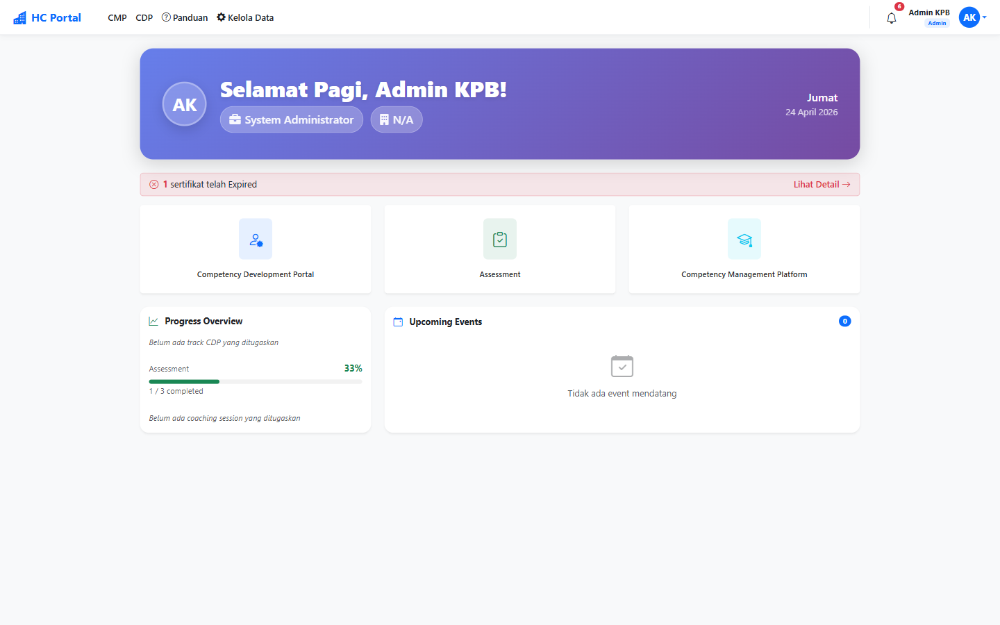 HC Portal
CMP CDP Panduan Kelola Data
6
Admin KPB
Admin
AK
AK
Selamat Pagi, Admin KPB!
System Administrator
N/A
Jumat
24 April 2026
1 sertifikat telah Expired
Lihat Detail →
Competency Development Portal
Assessment
Competency Management Platform
Progress Overview
Belum ada track CDP yang ditugaskan
Assessment 33%
1 / 3 completed
Belum ada coaching session yang ditugaskan
Upcoming Events
0
Tidak ada event mendatang